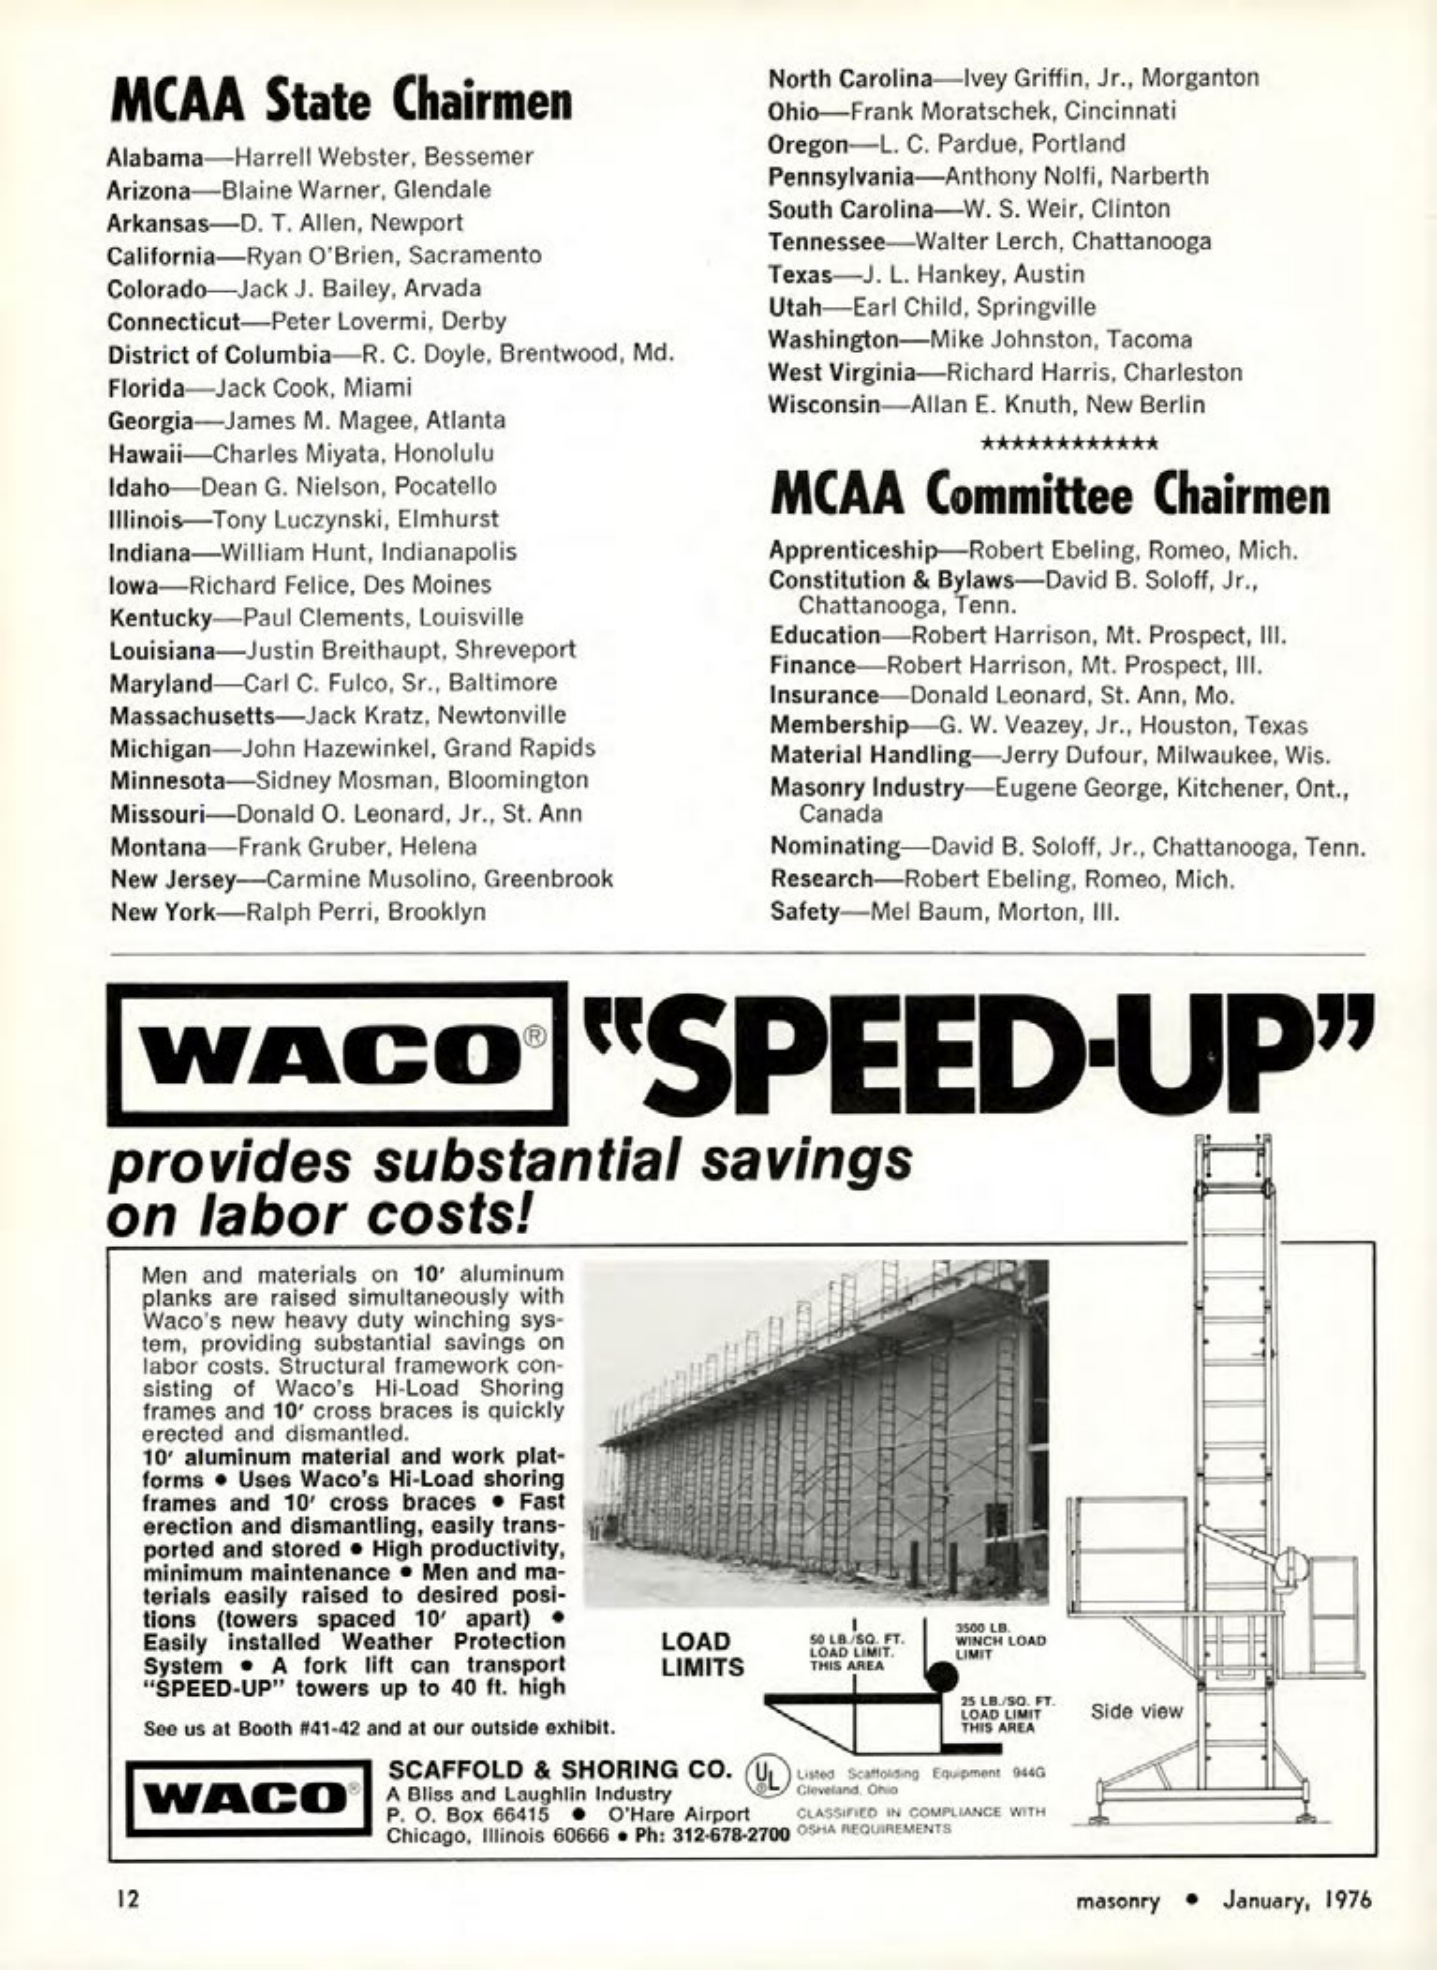 MCAA State Chairmen
Alabama—Harrell Webster, Bessemer
Arizona—Blaine Warner, Glendale
Arkansas—D. T. Allen, Newport
California—Ryan O'Brien, Sacramento
Colorado—Jack J. Bailey, Arvada
Connecticut—Peter Lovermi, Derby
District of Columbia—R. C. Doyle, Brentwood, Md.
Florida—Jack Cook, Miami
Georgia—James M. Magee, Atlanta
Hawaii—Charles Miyata, Honolulu
Idaho—Dean G. Nielson, Pocatello
Illinois—Tony Luczynski, Elmhurst
Indiana—William Hunt, Indianapolis
Iowa—Richard Felice, Des Moines
Kentucky—Paul Clements, Louisville
Louisiana—Justin Breithaupt, Shreveport
Maryland—Carl C. Fulco, Sr., Baltimore
Massachusetts—Jack Kratz, Newtonville
Michigan—John Hazewinkel, Grand Rapids
Minnesota—Sidney Mosman, Bloomington
Missouri—Donald O. Leonard, Jr., St. Ann
Montana—Frank Gruber, Helena
New Jersey—Carmine Musolino, Greenbrook
New York—Ralph Perri, Brooklyn
North Carolina—Ivey Griffin, Jr., Morganton
Ohio—Frank Moratschek, Cincinnati
Oregon—L. C. Pardue, Portland
Pennsylvania—Anthony Nolfi, Narberth
South Carolina—W. S. Weir, Clinton
Tennessee—Walter Lerch, Chattanooga
Texas—J. L. Hankey, Austin
Utah—Earl Child, Springville
Washington—Mike Johnston, Tacoma
West Virginia—Richard Harris, Charleston
Wisconsin—Allan E. Knuth, New Berlin
★★★★★★★★★★★★
MCAA Committee Chairmen
Apprenticeship—Robert Ebeling, Romeo, Mich.
Constitution & Bylaws—David B. Soloff, Jr.,
Chattanooga, Tenn.
Education—Robert Harrison, Mt. Prospect, Ill.
Finance—Robert Harrison, Mt. Prospect, Ill.
Insurance—Donald Leonard, St. Ann, Mo.
Membership—G. W. Veazey, Jr., Houston, Texas
Material Handling—Jerry Dufour, Milwaukee, Wis.
Masonry Industry—Eugene George, Kitchener, Ont.,
Canada
Nominating—David B. Soloff, Jr., Chattanooga, Tenn.
Research—Robert Ebeling, Romeo, Mich.
Safety—Mel Baum, Morton, Ill.
WACO® "SPEED-UP"
provides substantial savings
on labor costs!
Men and materials on 10′ aluminum
planks are raised simultaneously with
Waco's new heavy duty winching sys-
tem, providing substantial savings on
labor costs. Structural framework con-
sisting of Waco's Hi-Load Shoring
frames and 10′ cross braces is quickly
erected and dismantled.
10′ aluminum material and work plat-
forms • Uses Waco's Hi-Load shoring
frames and 10′ cross braces • Fast
erection and dismantling, easily trans-
ported and stored • High productivity,
minimum maintenance • Men and ma-
terials easily raised to desired posi-
tions (towers spaced 10′ apart) •
Easily installed Weather Protection
System • A fork lift can transport
"SPEED-UP" towers up to 40 ft. high
See us at Booth #41-42 and at our outside exhibit.
LOAD
LIMITS
50 LB./SQ. FT.
LOAD LIMIT.
THIS AREA
3500 LB.
WINCH LOAD
LIMIT
25 LB./SQ. FT.
LOAD LIMIT
THIS AREA
Side view
WACO®
SCAFFOLD & SHORING CO.
A Bliss and Laughlin Industry
P. O. Box 66415 • O'Hare Airport
Chicago, Illinois 60666 • Ph: 312-678-2700
UL®
Listed Scaffolding Equipment 944G
Cleveland, Ohio
CLASSIFIED IN COMPLIANCE WITH
OSHA REQUIREMENTS
12
masonry • January, 1976